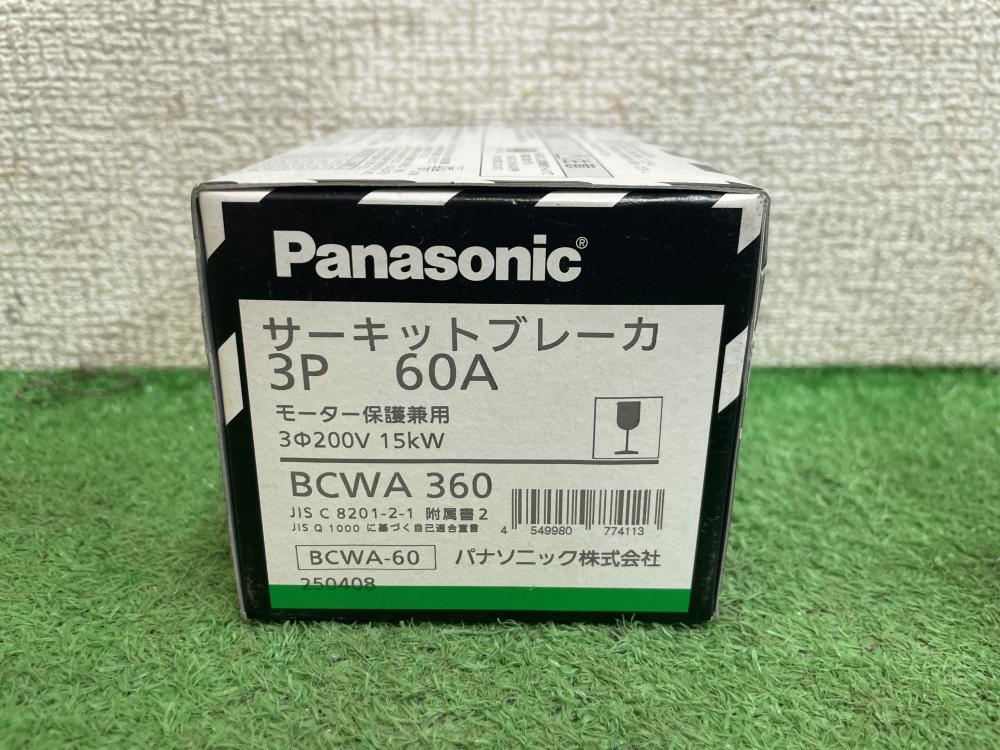 Panasonic®
サーキットブレーカ
3P 60A
モーター保護兼用
3Φ200V 15kW
BCWA 360
JIS C 8201-2-1 附属書2
JIS Q 1000 に基づく自己適合宣言
4 549980 774113
BCWA-60 パナソニック株式会社
250408